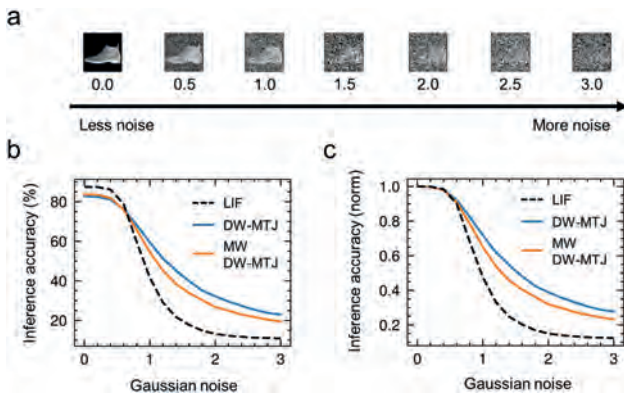 a
0.0 0.5 1.0 1.5 2.0 2.5 3.0
Less noise More noise
b
Inference accuracy (%)
80
60
40
20
0 1 2 3
Gaussian noise
LIF
DW-MTJ
MW
DW-MTJ
c
Inference accuracy (norm)
1.0
0.8
0.6
0.4
0.2
0 1 2 3
Gaussian noise
LIF
DW-MTJ
MW
DW-MTJ